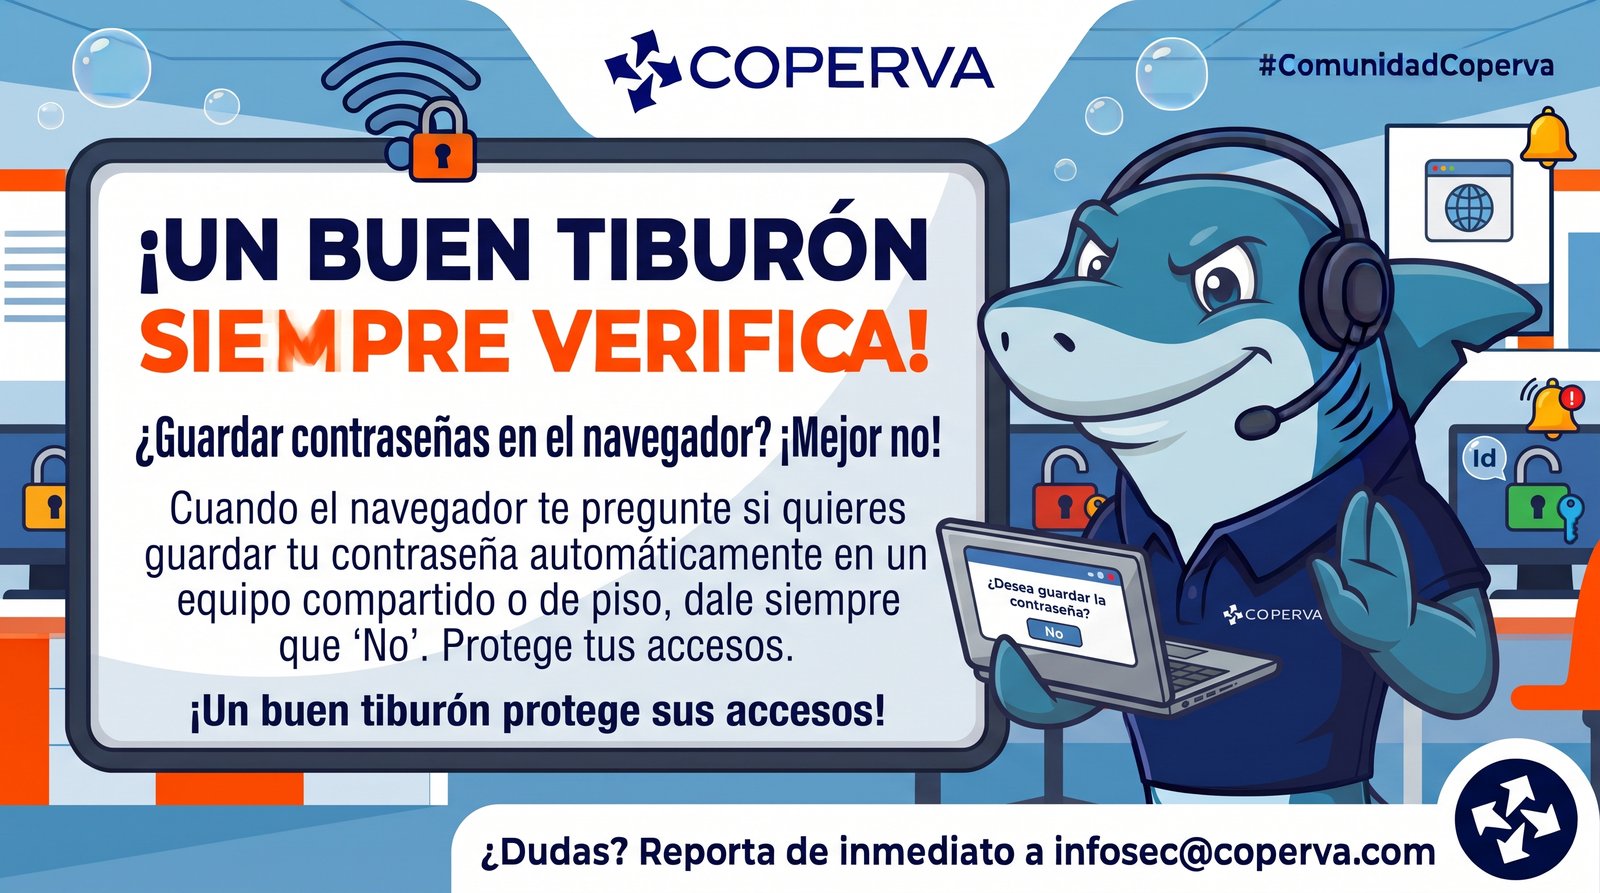 COPERVA
#ComunidadCoperva
¡UN BUEN TIBURÓN
SIEMPRE VERIFICA!
¿Guardar contraseñas en el navegador? ¡Mejor no!
Cuando el navegador te pregunte si quieres
guardar tu contraseña automáticamente en un
equipo compartido o de piso, dale siempre
que ‘No’. Protege tus accesos.
¡Un buen tiburón protege sus accesos!
¿Desea guardar la
contraseña?
No
COPERVA
Id
¿Dudas? Reporta de inmediato a infosec@coperva.com